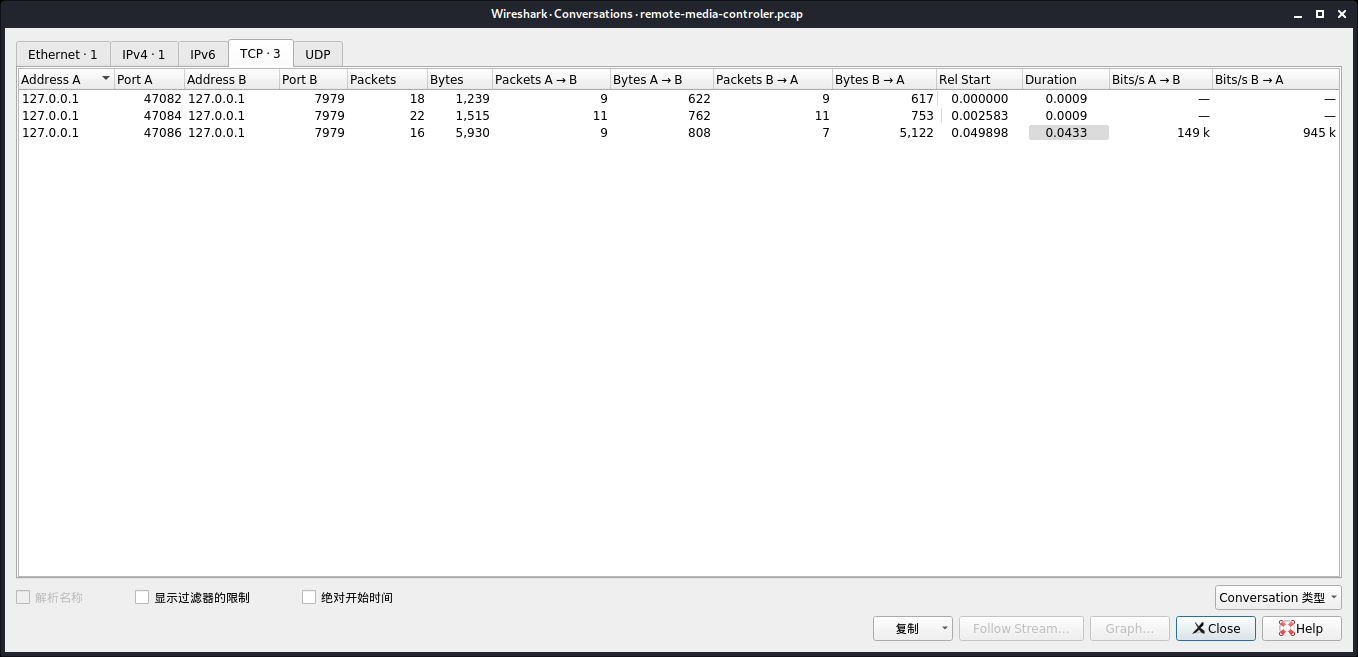 Wireshark · Conversations · remote-media-controler.pcap
Ethernet · 1 IPv4 · 1 IPv6 TCP · 3 UDP
Address A Port A Address B Port B Packets Bytes Packets A → B Bytes A → B Packets B → A Bytes B → A Rel Start Duration Bits/s A → B Bits/s B → A
127.0.0.1 47082 127.0.0.1 7979 18 1,239 9 622 9 617 0.000000 0.0009 — —
127.0.0.1 47084 127.0.0.1 7979 22 1,515 11 762 11 753 0.002583 0.0009 — —
127.0.0.1 47086 127.0.0.1 7979 16 5,930 9 808 7 5,122 0.049898 0.0433 149 k 945 k
解析名称 显示过滤器的限制 绝对开始时间 Conversation 类型
复制 Follow Stream... Graph... Close Help